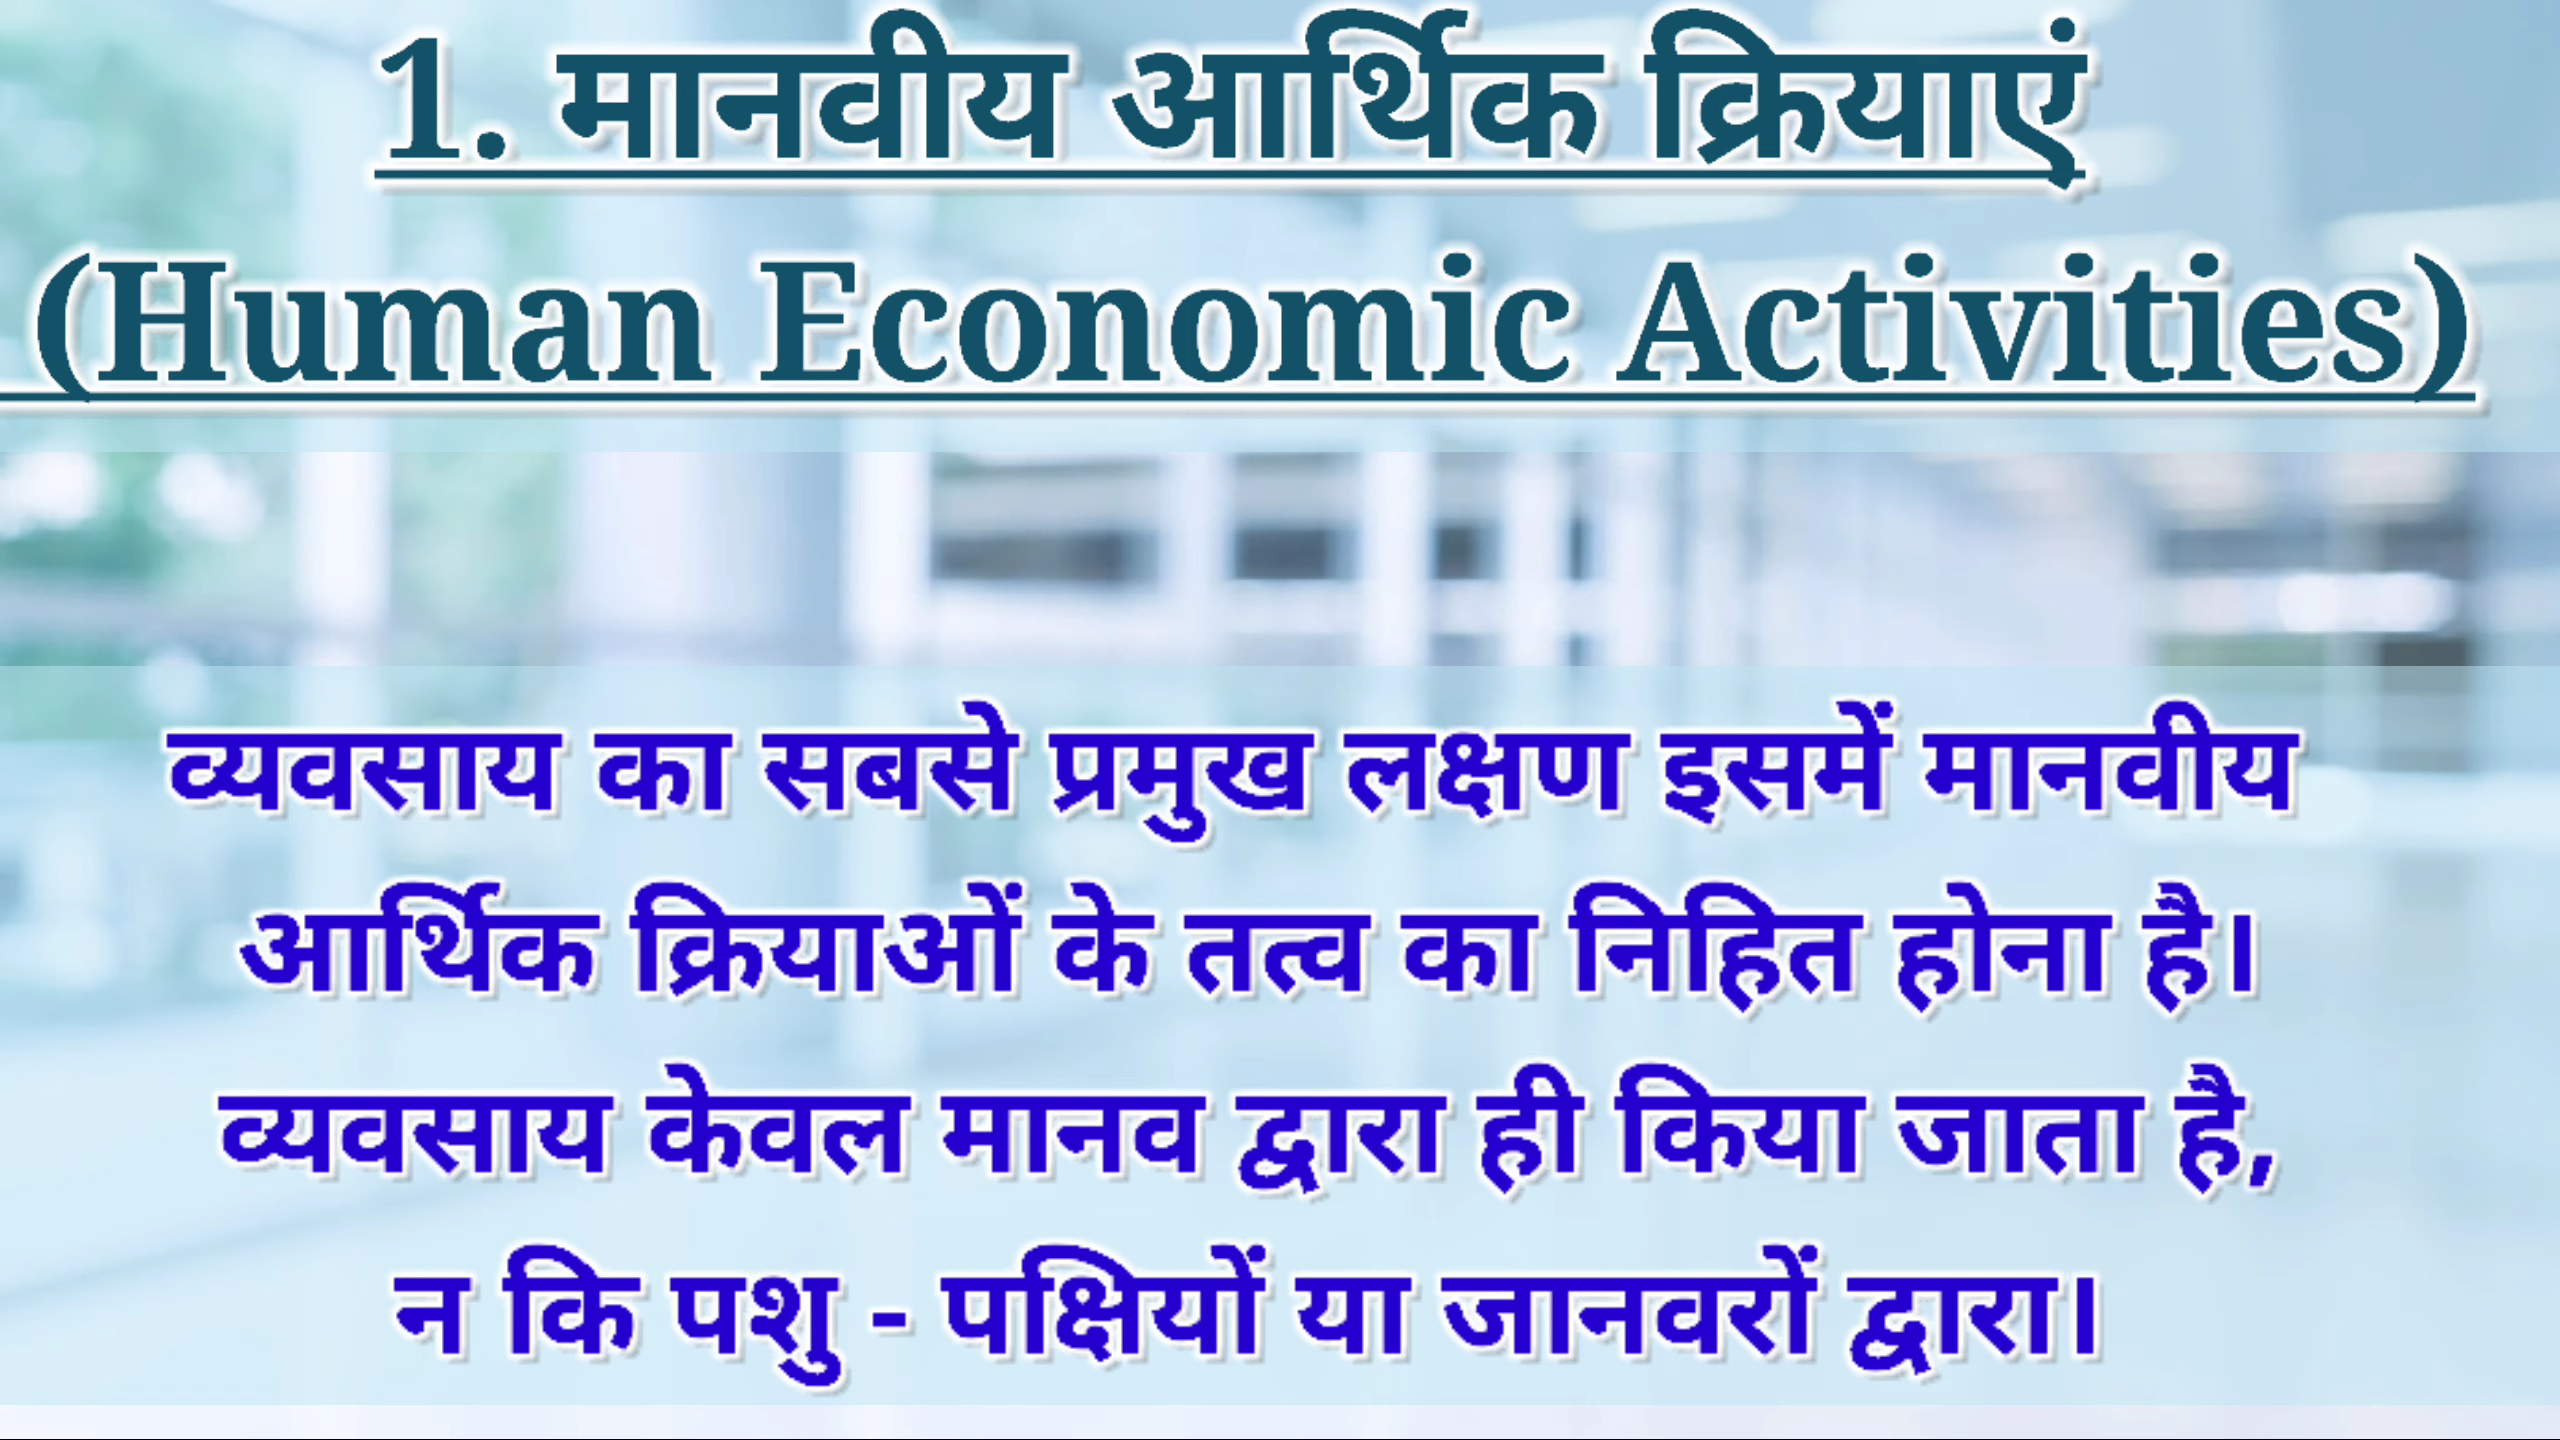 1. मानवीय आर्थिक क्रियाएं
(Human Economic Activities)
व्यवसाय का सबसे प्रमुख लक्षण इसमें मानवीय
आर्थिक क्रियाओं के तत्व का निहित होना है।
व्यवसाय केवल मानव द्वारा ही किया जाता है,
न कि पशु - पक्षियों या जानवरों द्वारा।